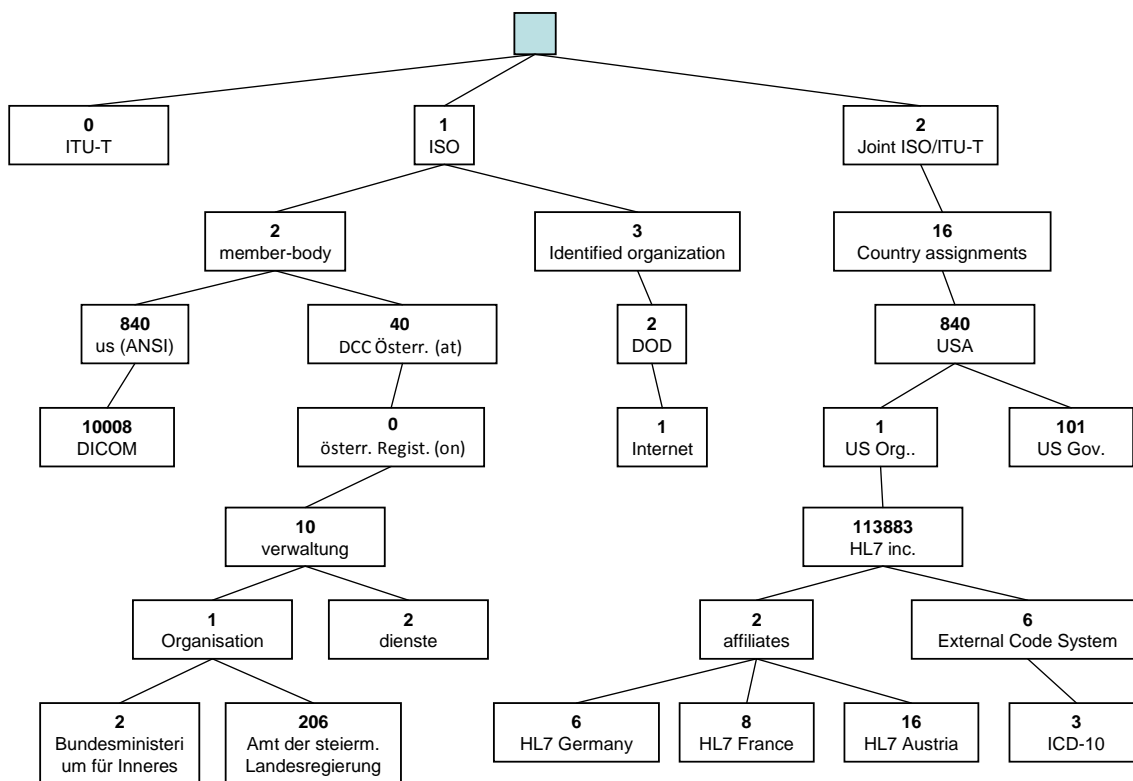 0
ITU-T
1
ISO
2
Joint ISO/ITU-T
2
member-body
3
Identified organization
16
Country assignments
840
us (ANSI)
40
DCC Österr. (at)
2
DOD
840
USA
10008
DICOM
0
österr. Regist. (on)
1
Internet
1
US Org..
101
US Gov.
10
verwaltung
113883
HL7 inc.
1
Organisation
2
dienste
2
affiliates
6
External Code System
2
Bundesministeri
um für Inneres
206
Amt der steierm.
Landesregierung
6
HL7 Germany
8
HL7 France
16
HL7 Austria
3
ICD-10